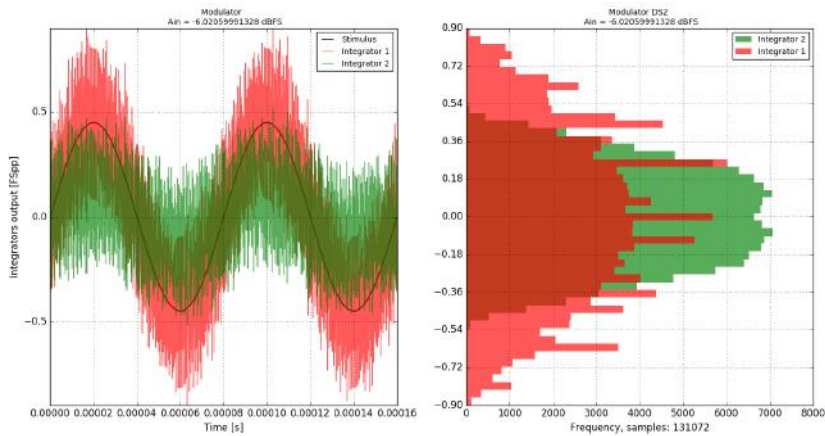 Modulator
Ain = -6.02059991328 dBFS
Stimulus
Integrator 1
Integrator 2
Integrators output [FSpp]
0.5
0.0
−0.5
0.00000 0.00002 0.00004 0.00006 0.00008 0.00010 0.00012 0.00014 0.00016
Time [s]
Modulator DS2
Ain = -6.02059991328 dBFS
Integrator 2
Integrator 1
0.90
0.72
0.54
0.36
0.18
0.00
−0.18
−0.36
−0.54
−0.72
−0.90
0 1000 2000 3000 4000 5000 6000 7000 8000
Frequency, samples: 131072